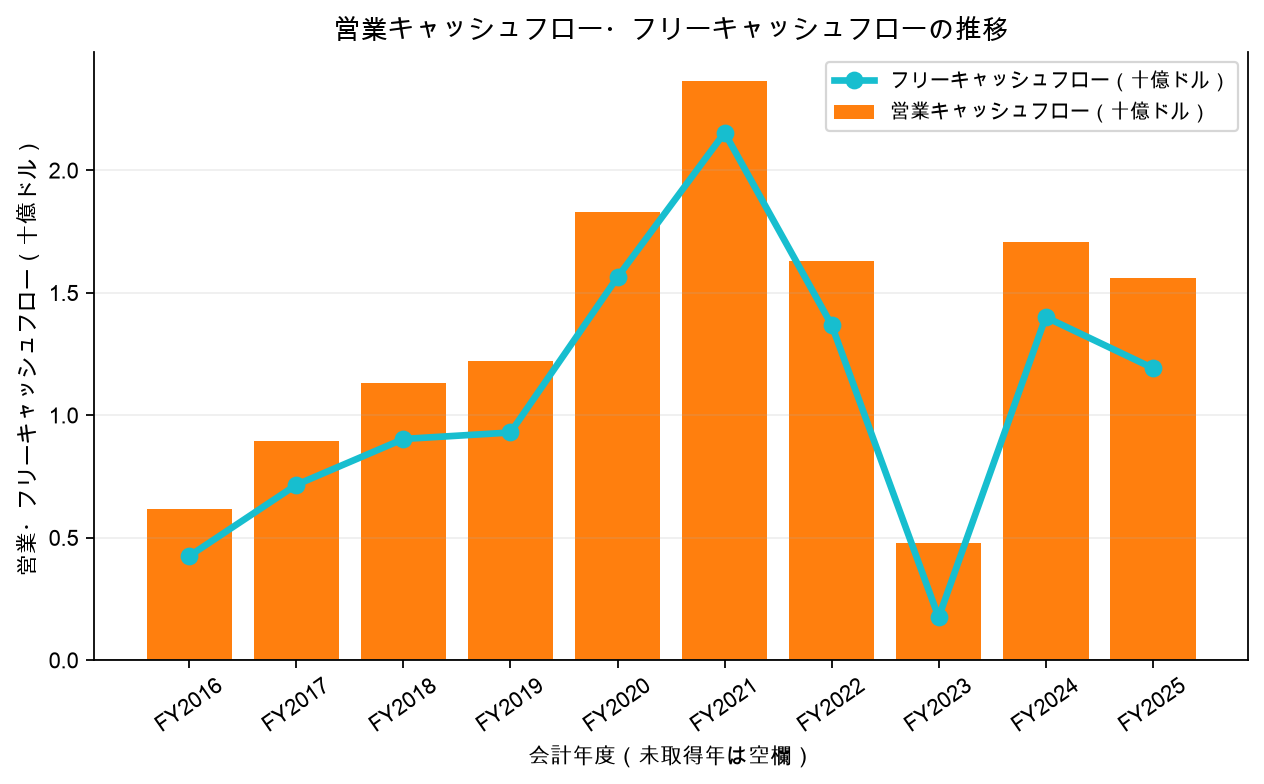 営業キャッシュフロー・フリーキャッシュフローの推移
フリーキャッシュフロー(十億ドル)
営業キャッシュフロー(十億ドル)
営業・フリーキャッシュフロー(十億ドル)
2.0
1.5
1.0
0.5
0.0
FY2016
FY2017
FY2018
FY2019
FY2020
FY2021
FY2022
FY2023
FY2024
FY2025
会計年度(未取得年は空欄)